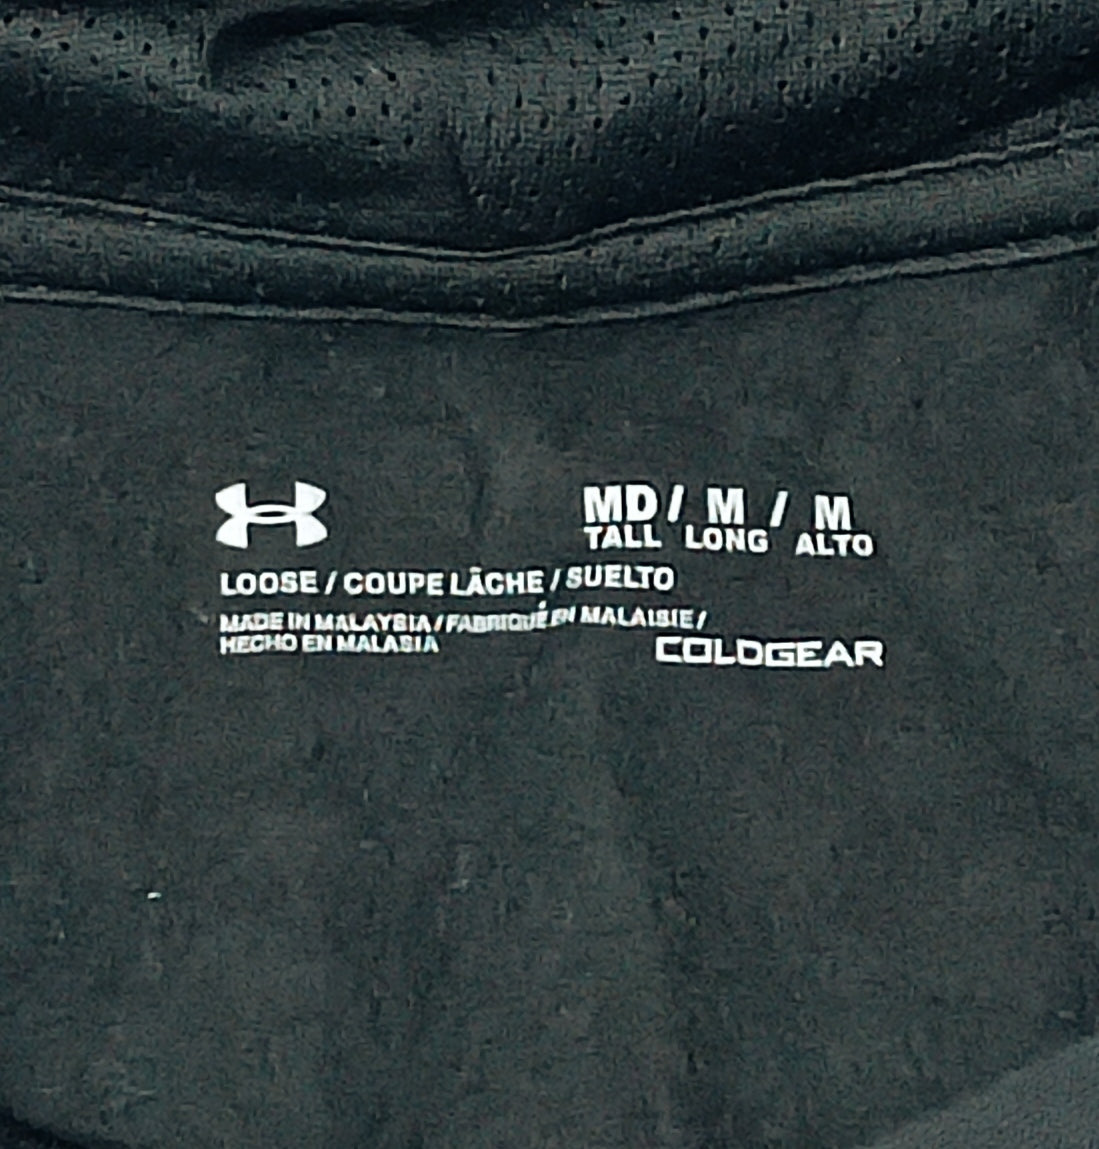 MD / M / M
TALL LONG ALTO
LOOSE / COUPE LÂCHE / SUELTO
MADE IN MALAYSIA / FABRIQUÉ EN MALAISIE /
HECHO EN MALASIA
COLDGEAR